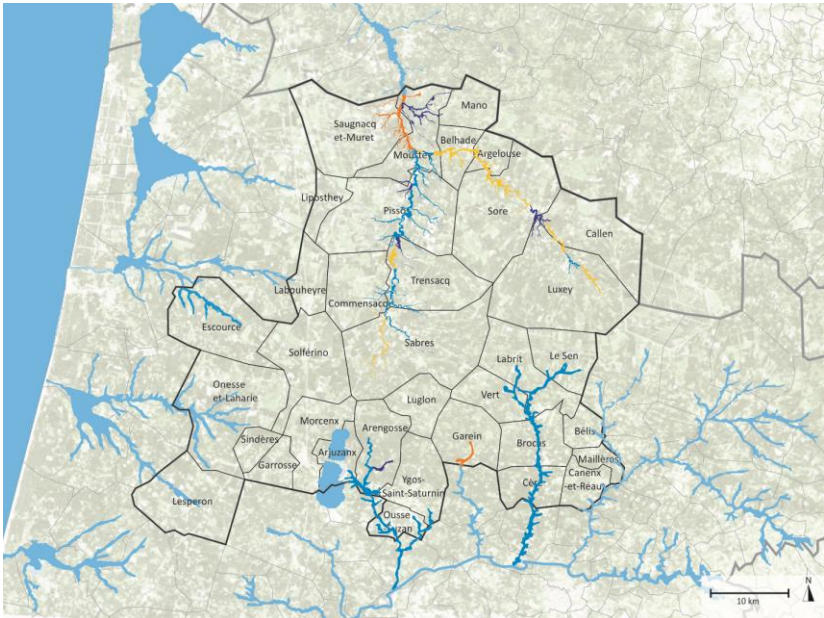 Mano
Saugnacq
et-Muret
Belhade
Moustey
Argelouse
Liposthey
Pissos
Sore
Callen
Trensacq
Labouheyre
Luxey
Commensacq
Escource
Sabres
Solférino
Labrit
Le Sen
Onesse
et-Laharie
Luglon
Vert
Morcenx
Arengosse
Garein
Brocas
Bélis
Sindères
Arjuzanx
Garrosse
Maillères
Canenx
-et-Réaut
Ygos-
Saint-Saturnin
Cère
Lesperon
Ousse
Suzan
N
10 km